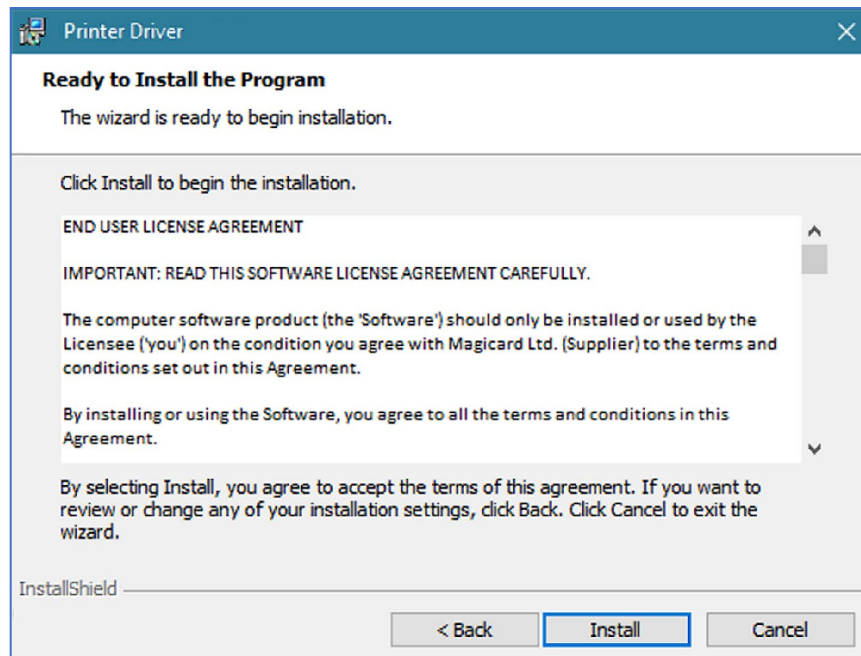 Printer Driver
Ready to Install the Program
The wizard is ready to begin installation.
Click Install to begin the installation.
END USER LICENSE AGREEMENT
IMPORTANT: READ THIS SOFTWARE LICENSE AGREEMENT CAREFULLY.
The computer software product (the 'Software') should only be installed or used by the
Licensee ('you') on the condition you agree with Magicard Ltd. (Supplier) to the terms and
conditions set out in this Agreement.
By installing or using the Software, you agree to all the terms and conditions in this
Agreement.
By selecting Install, you agree to accept the terms of this agreement. If you want to
review or change any of your installation settings, click Back. Click Cancel to exit the
wizard.
InstallShield
< Back Install Cancel